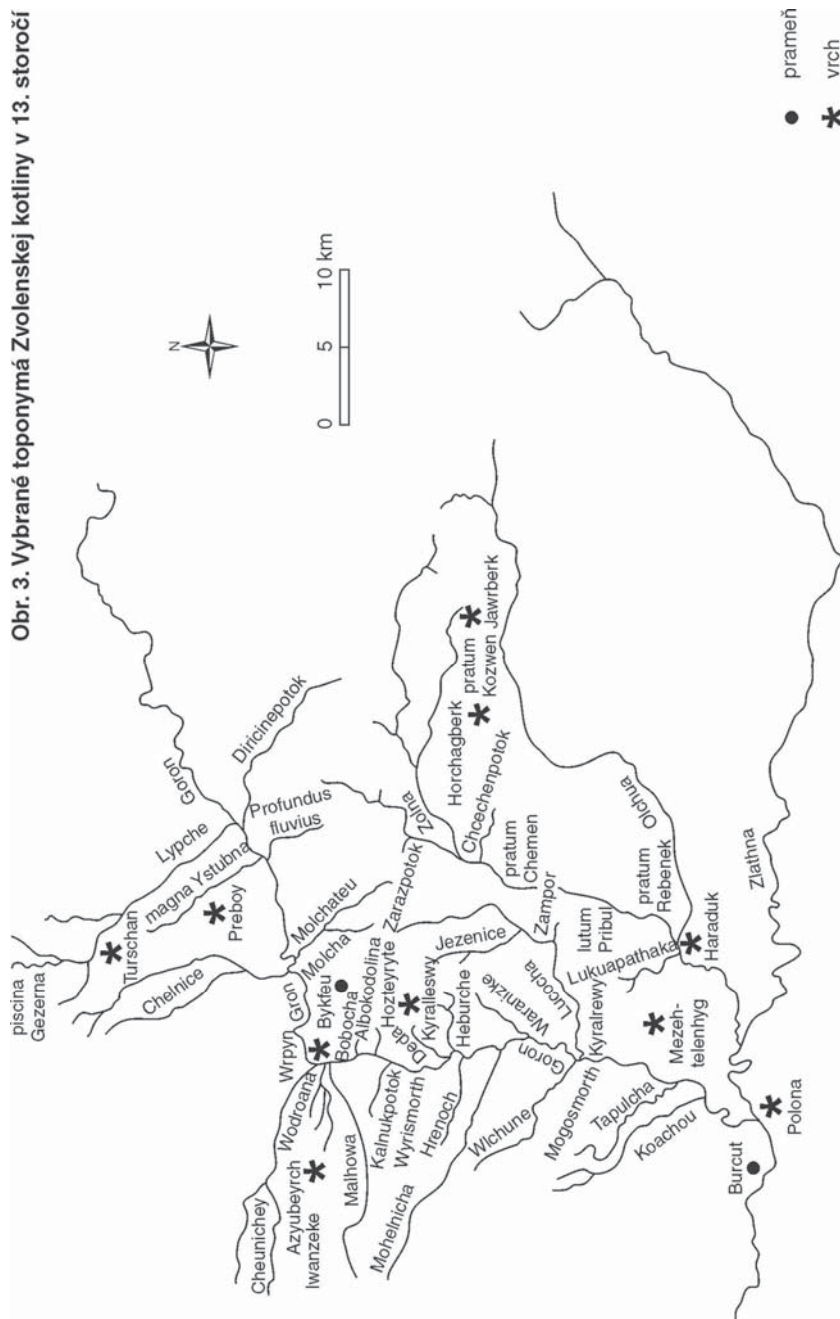 Obr. 3. Vybrané toponymá Zvolenskej kotliny v 13. storočí
N
0 5 10 km
prameň
vrch
piscina
Gezerna
Turschan
Lypche
Goron
magna Ystubna
Preboy
Chelnice
Diricinepotok
Profundus
fluvius
Molchateu
Molcha
Gron
Wrpyn
Bykfeu
Bobocha
Albokodolina
Hozleyryte
Wodroana
Cheunichey
Azyubeyrch
Iwanzeke
Malhowa
Kalnukpotok
Wyrismorth
Deda
Kyralleswy
Heburche
Hrenoch
Mohelnicha
Zarazpotok
Zolna
Jezenice
Horchagberk
pratum
Kozwen
Jawrberk
Chcechenpotok
pratum
Chemen
Zampor
Lucocha
Waranizke
Goron
Wlchune
Mogosmorth
Kyralrewy
lutum
Pribul
Lukuapathaka
pratum
Rebenek
Olchua
Haraduk
Mezeh-
telenhyg
Tapulcha
Koachou
Zlathna
Polona
Burcut